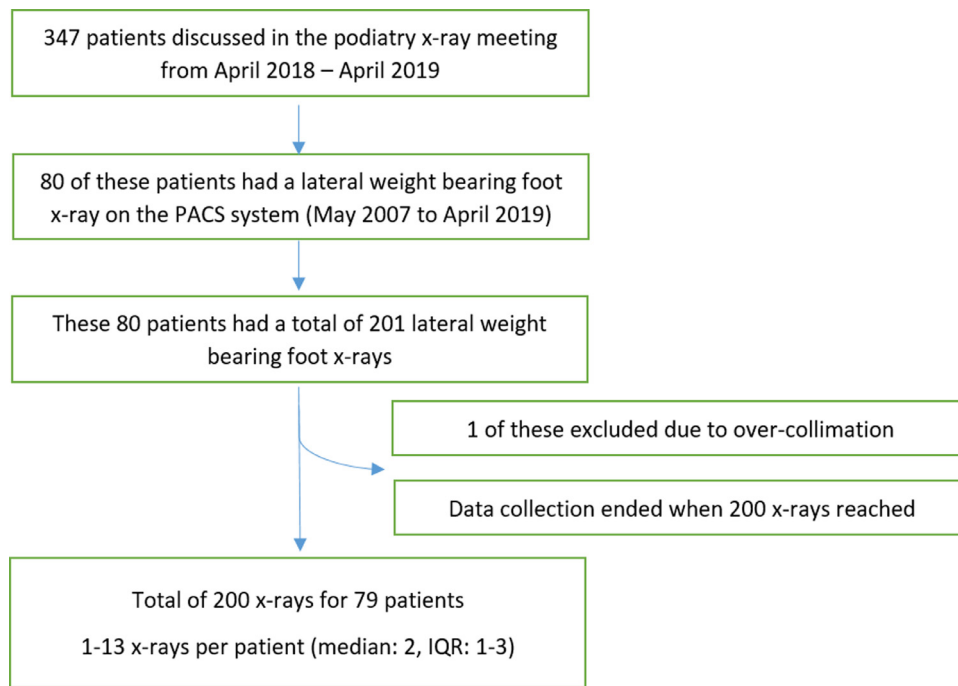 347 patients discussed in the podiatry x-ray meeting
from April 2018 – April 2019
80 of these patients had a lateral weight bearing foot
x-ray on the PACS system (May 2007 to April 2019)
These 80 patients had a total of 201 lateral weight
bearing foot x-rays
1 of these excluded due to over-collimation
Data collection ended when 200 x-rays reached
Total of 200 x-rays for 79 patients
1-13 x-rays per patient (median: 2, IQR: 1-3)